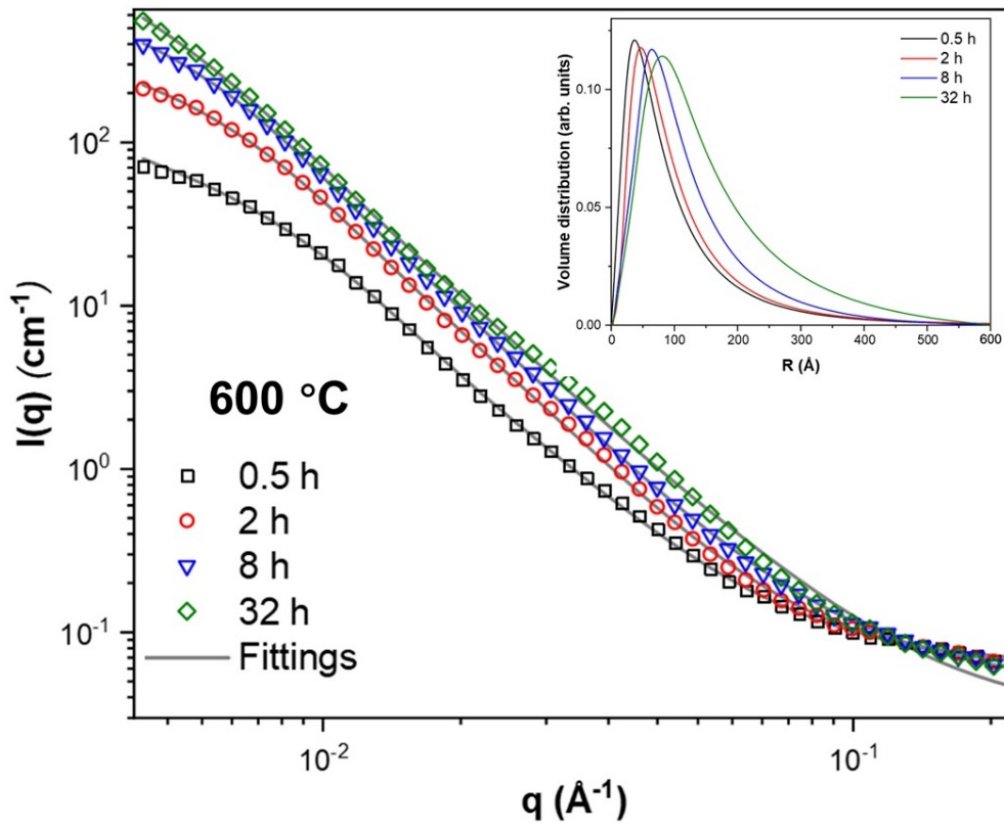 I(q) (cm⁻¹)
10²
10¹
10⁰
10⁻¹
10⁻²
10⁻¹
q (Å⁻¹)
600 °C
0.5 h
2 h
8 h
32 h
Fittings
Volume distribution (arb. units)
0.10
0.05
0.00
0 100 200 300 400 500 600
R (Å)
0.5 h
2 h
8 h
32 h